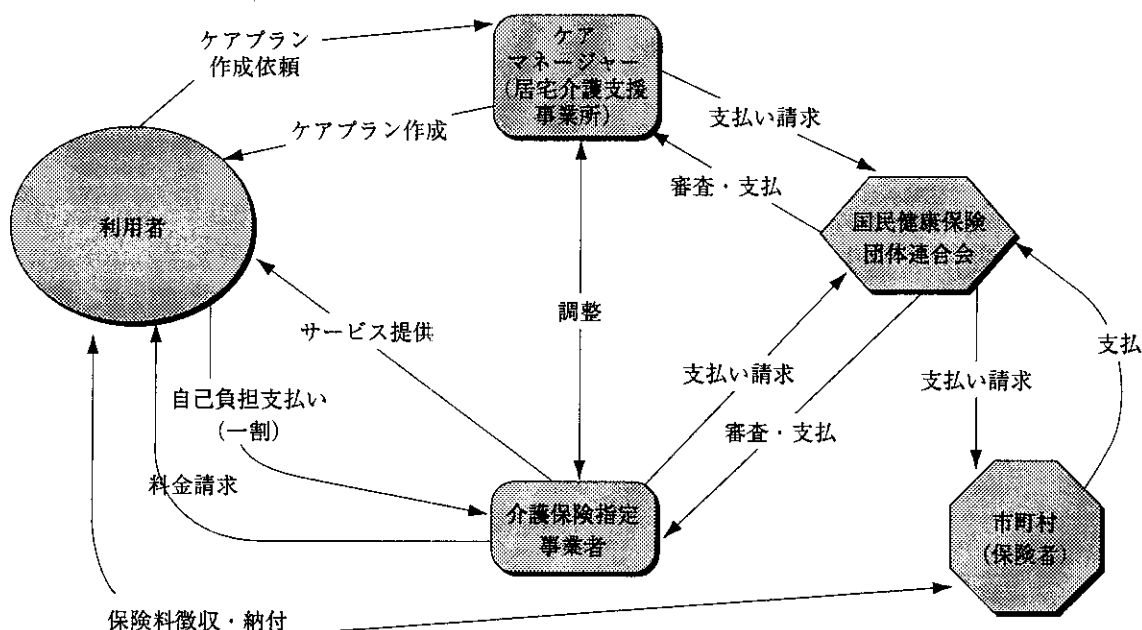 ケアプラン
作成依頼
ケア
マネージャー
(居宅介護支援
事業所)
ケアプラン作成
支払い請求
審査・支払
利用者
国民健康保険
団体連合会
調整
サービス提供
支払い請求
審査・支払
支払い請求
支払
自己負担支払い
(一割)
料金請求
介護保険指定
事業者
市町村
(保険者)
保険料徴収・納付